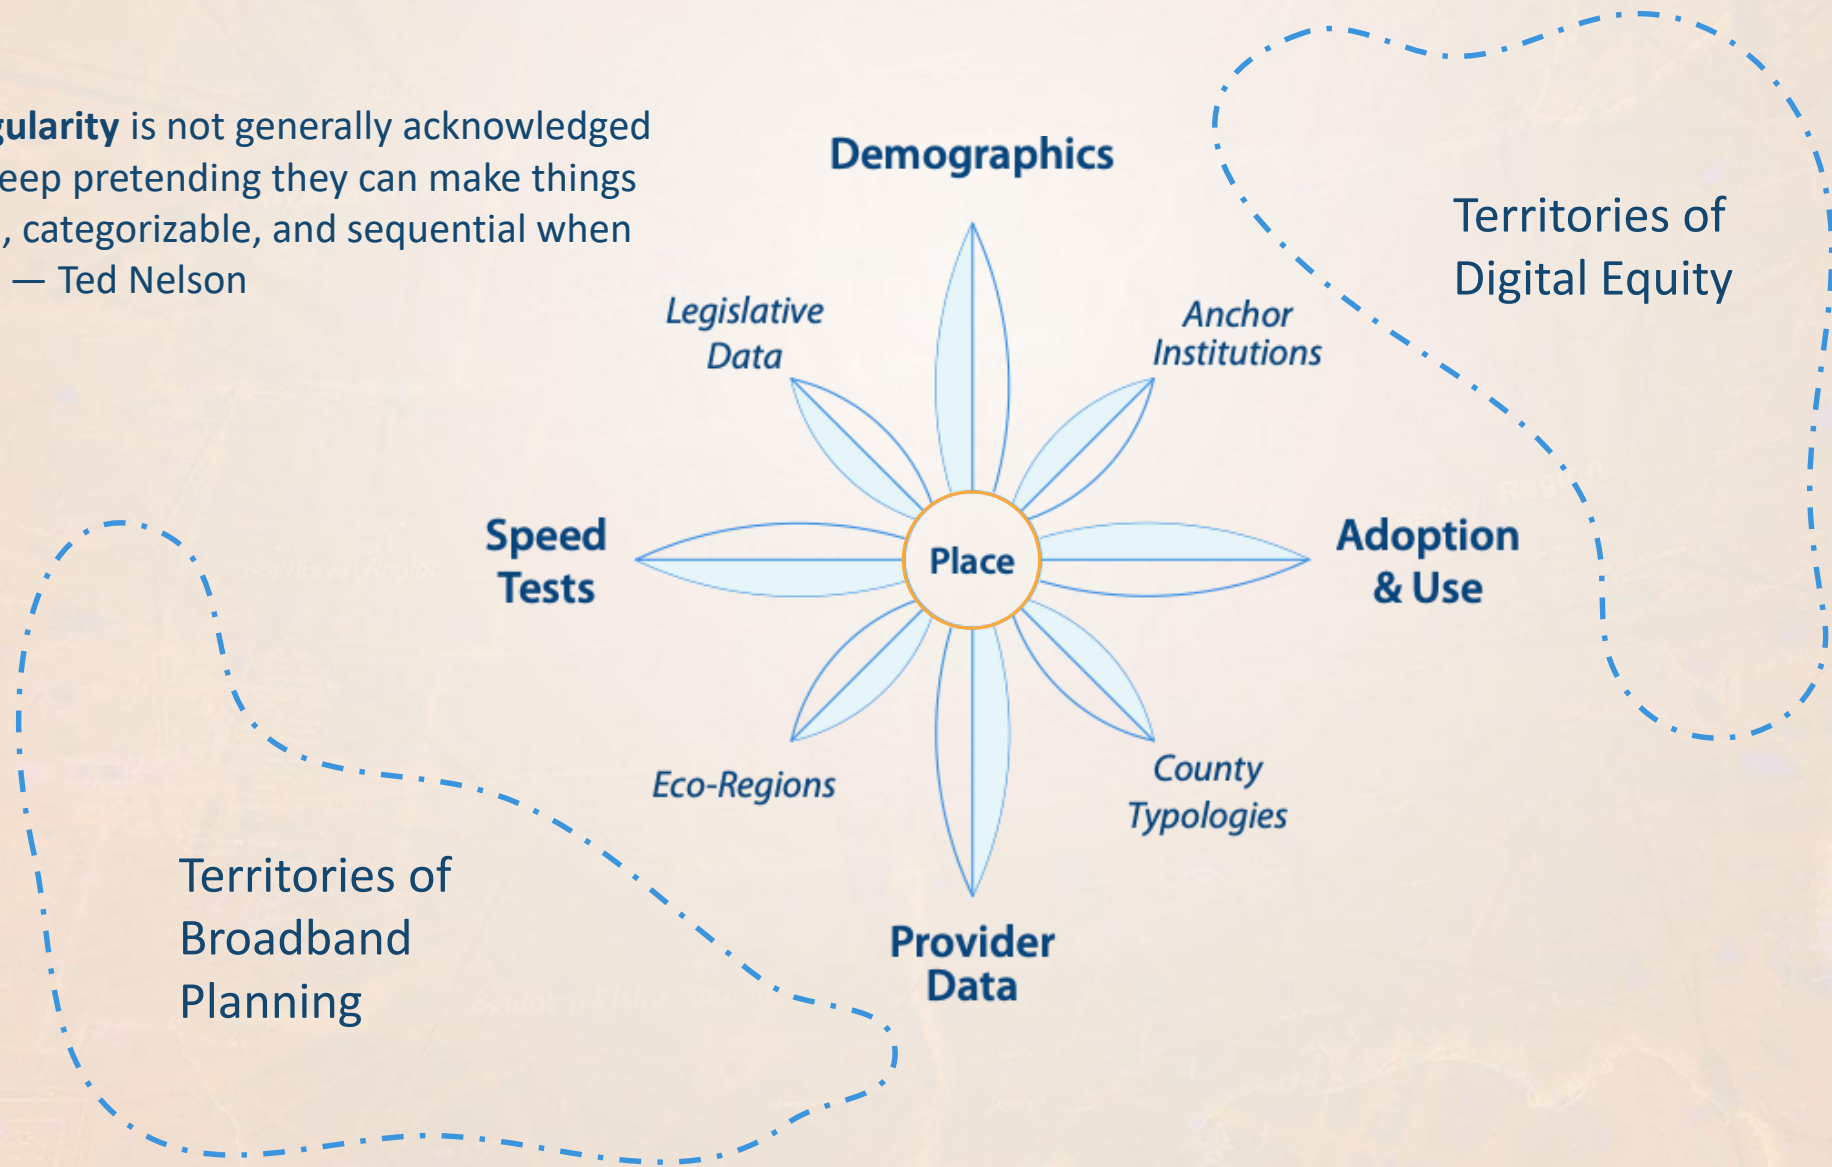 gularity is not generally acknowledged
eep pretending they can make things
, categorizable, and sequential when
— Ted Nelson
Demographics
Territories of
Digital Equity
Legislative
Data
Anchor
Institutions
Speed
Tests
Place
Adoption
& Use
Eco-Regions
County
Typologies
Territories of
Broadband
Planning
Provider
Data